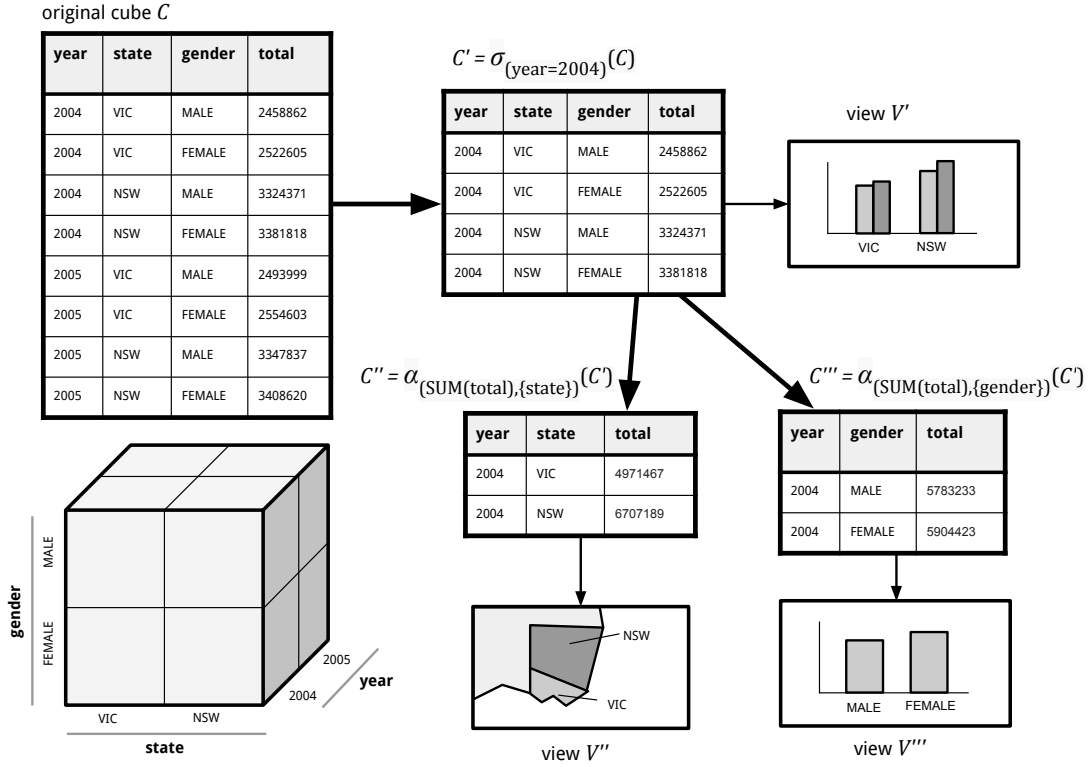 original cube C
year state gender total
2004 VIC MALE 2458862
2004 VIC FEMALE 2522605
2004 NSW MALE 3324371
2004 NSW FEMALE 3381818
2005 VIC MALE 2493999
2005 VIC FEMALE 2554603
2005 NSW MALE 3347837
2005 NSW FEMALE 3408620
C' = σ(year=2004)(C)
year state gender total
2004 VIC MALE 2458862
2004 VIC FEMALE 2522605
2004 NSW MALE 3324371
2004 NSW FEMALE 3381818
view V'
VIC NSW
C'' = α(SUM(total),{state})(C')
year state total
2004 VIC 4971467
2004 NSW 6707189
C''' = α(SUM(total),{gender})(C')
year gender total
2004 MALE 5783233
2004 FEMALE 5904423
gender
MALE
FEMALE
VIC NSW
state
2004
2005
year
NSW
VIC
view V''
MALE FEMALE
view V'''